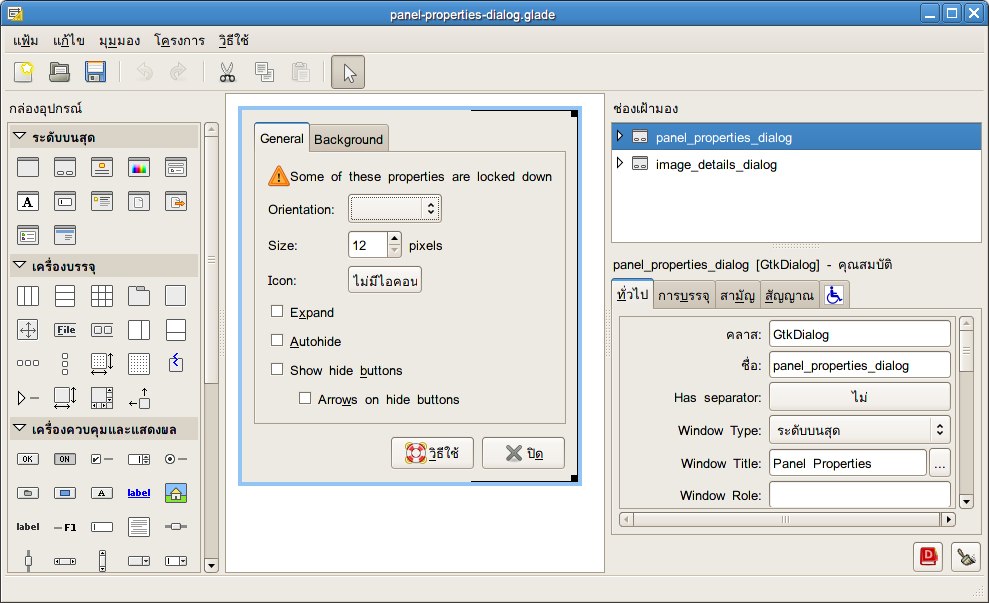 panel-properties-dialog.glade
แฟ้ม แก้ไข มุมมอง โครงการ วิธีใช้
กล่องอุปกรณ์
ระดับบนสุด
A
เครื่องบรรจุ
File
เครื่องควบคุมและแสดงผล
OK ON
A label
label F1
General Background
Some of these properties are locked down
Orientation:
Size: 12 pixels
Icon: ไม่มีไอคอน
Expand
Autohide
Show hide buttons
Arrows on hide buttons
วิธีใช้ ปิด
ช่องเฝ้ามอง
panel_properties_dialog
image_details_dialog
panel_properties_dialog [GtkDialog] - คุณสมบัติ
ทั่วไป การบรรจุ สามัญ สัญญาณ
คลาส: GtkDialog
ชื่อ: panel_properties_dialog
Has separator: ไม่
Window Type: ระดับบนสุด
Window Title: Panel Properties ...
Window Role: